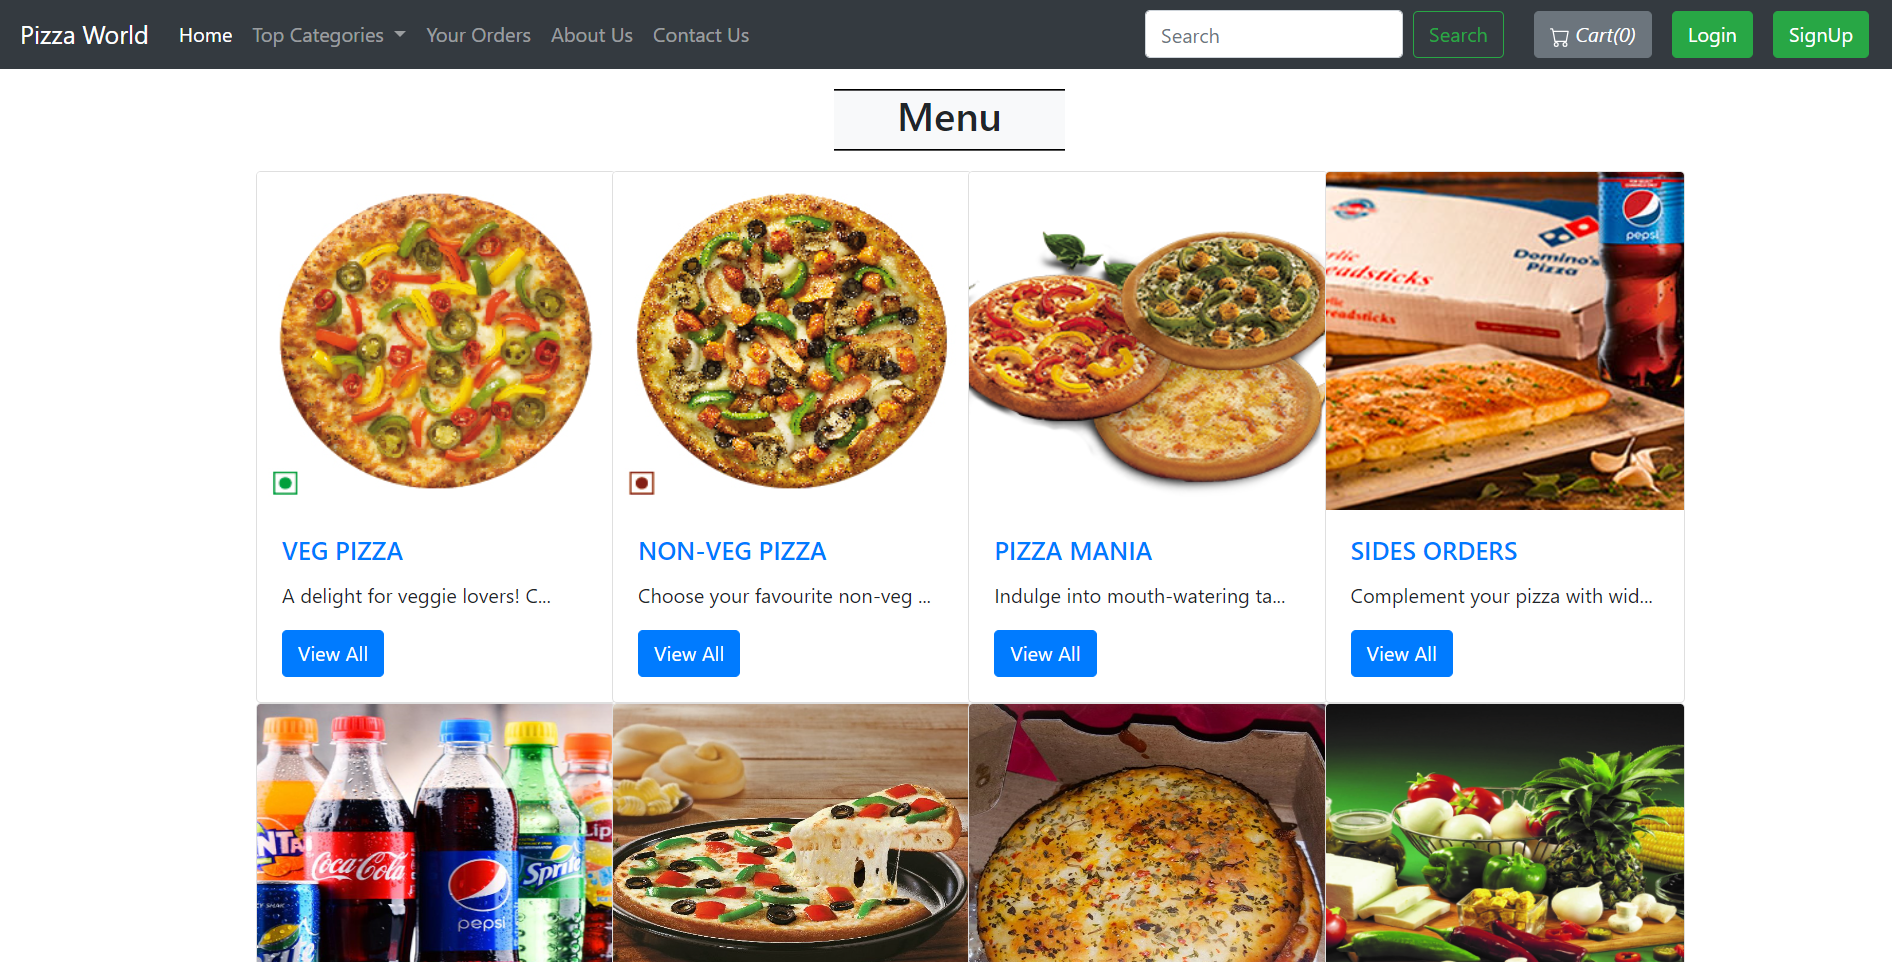 Pizza World Home Top Categories Your Orders About Us Contact Us Search Search Cart(0) Login SignUp
Menu
Domino's
Pizza
pepsi
readsticks
VEG PIZZA
A delight for veggie lovers! C...
View All
NON-VEG PIZZA
Choose your favourite non-veg ...
View All
PIZZA MANIA
Indulge into mouth-watering ta...
View All
SIDES ORDERS
Complement your pizza with wid...
View All
Coca-Cola
pepsi
Sprite